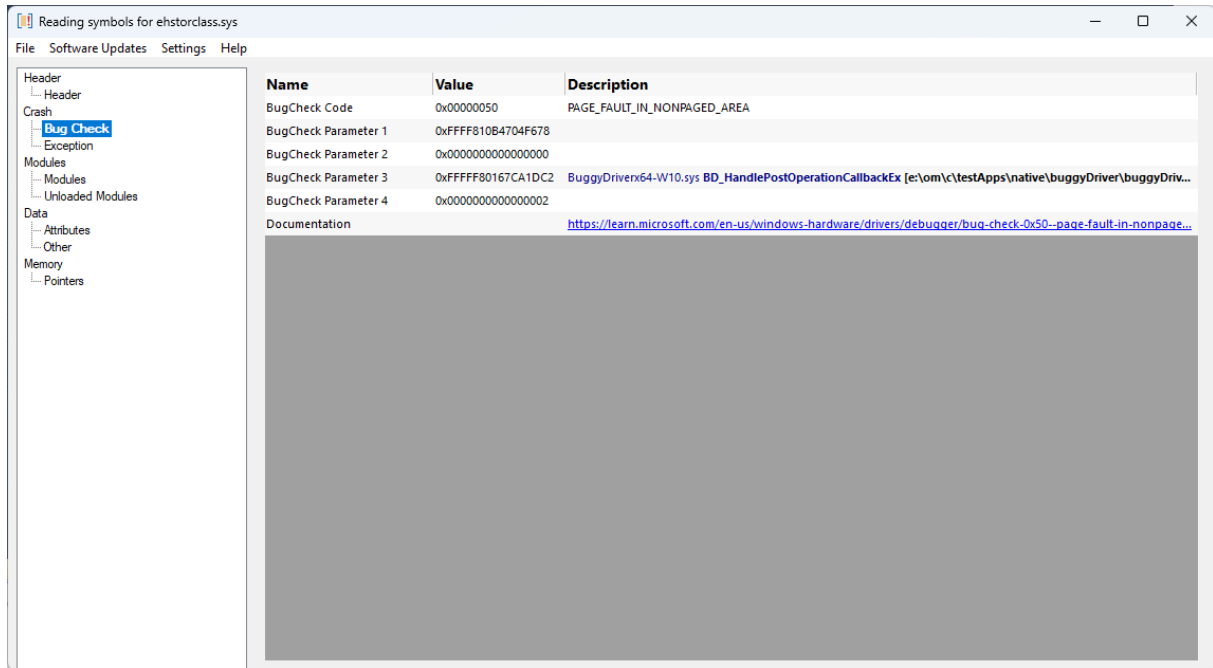 Reading symbols for ehstorclass.sys
File Software Updates Settings Help
Header
Header
Crash
Bug Check
Exception
Modules
Modules
Unloaded Modules
Data
Attributes
Other
Memory
Pointers
Name Value Description
BugCheck Code 0x00000050 PAGE_FAULT_IN_NONPAGED_AREA
BugCheck Parameter 1 0xFFFF810B4704F678
BugCheck Parameter 2 0x0000000000000000
BugCheck Parameter 3 0xFFFFF80167CA1DC2 BuggyDriverx64-W10.sys BD_HandlePostOperationCallbackEx [e:\om\c\testApps\native\buggyDriver\buggyDriv...
BugCheck Parameter 4 0x0000000000000002
Documentation https://learn.microsoft.com/en-us/windows-hardware/drivers/debugger/bug-check-0x50--page-fault-in-nonpage...